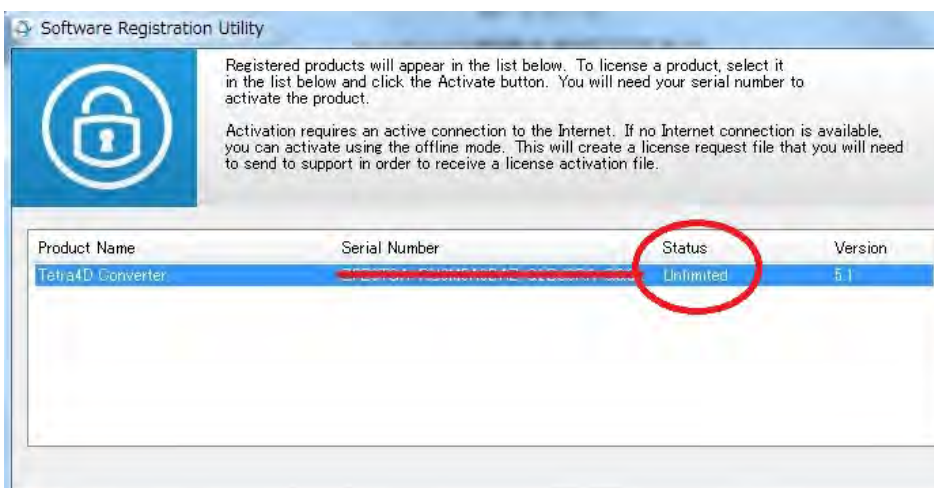 Software Registration Utility
Registered products will appear in the list below. To license a product, select it
in the list below and click the Activate button. You will need your serial number to
activate the product.
Activation requires an active connection to the Internet. If no Internet connection is available,
you can activate using the offline mode. This will create a license request file that you will need
to send to support in order to receive a license activation file.
Product Name Serial Number Status Version
Tetra4D Converter Unlimited 5.1